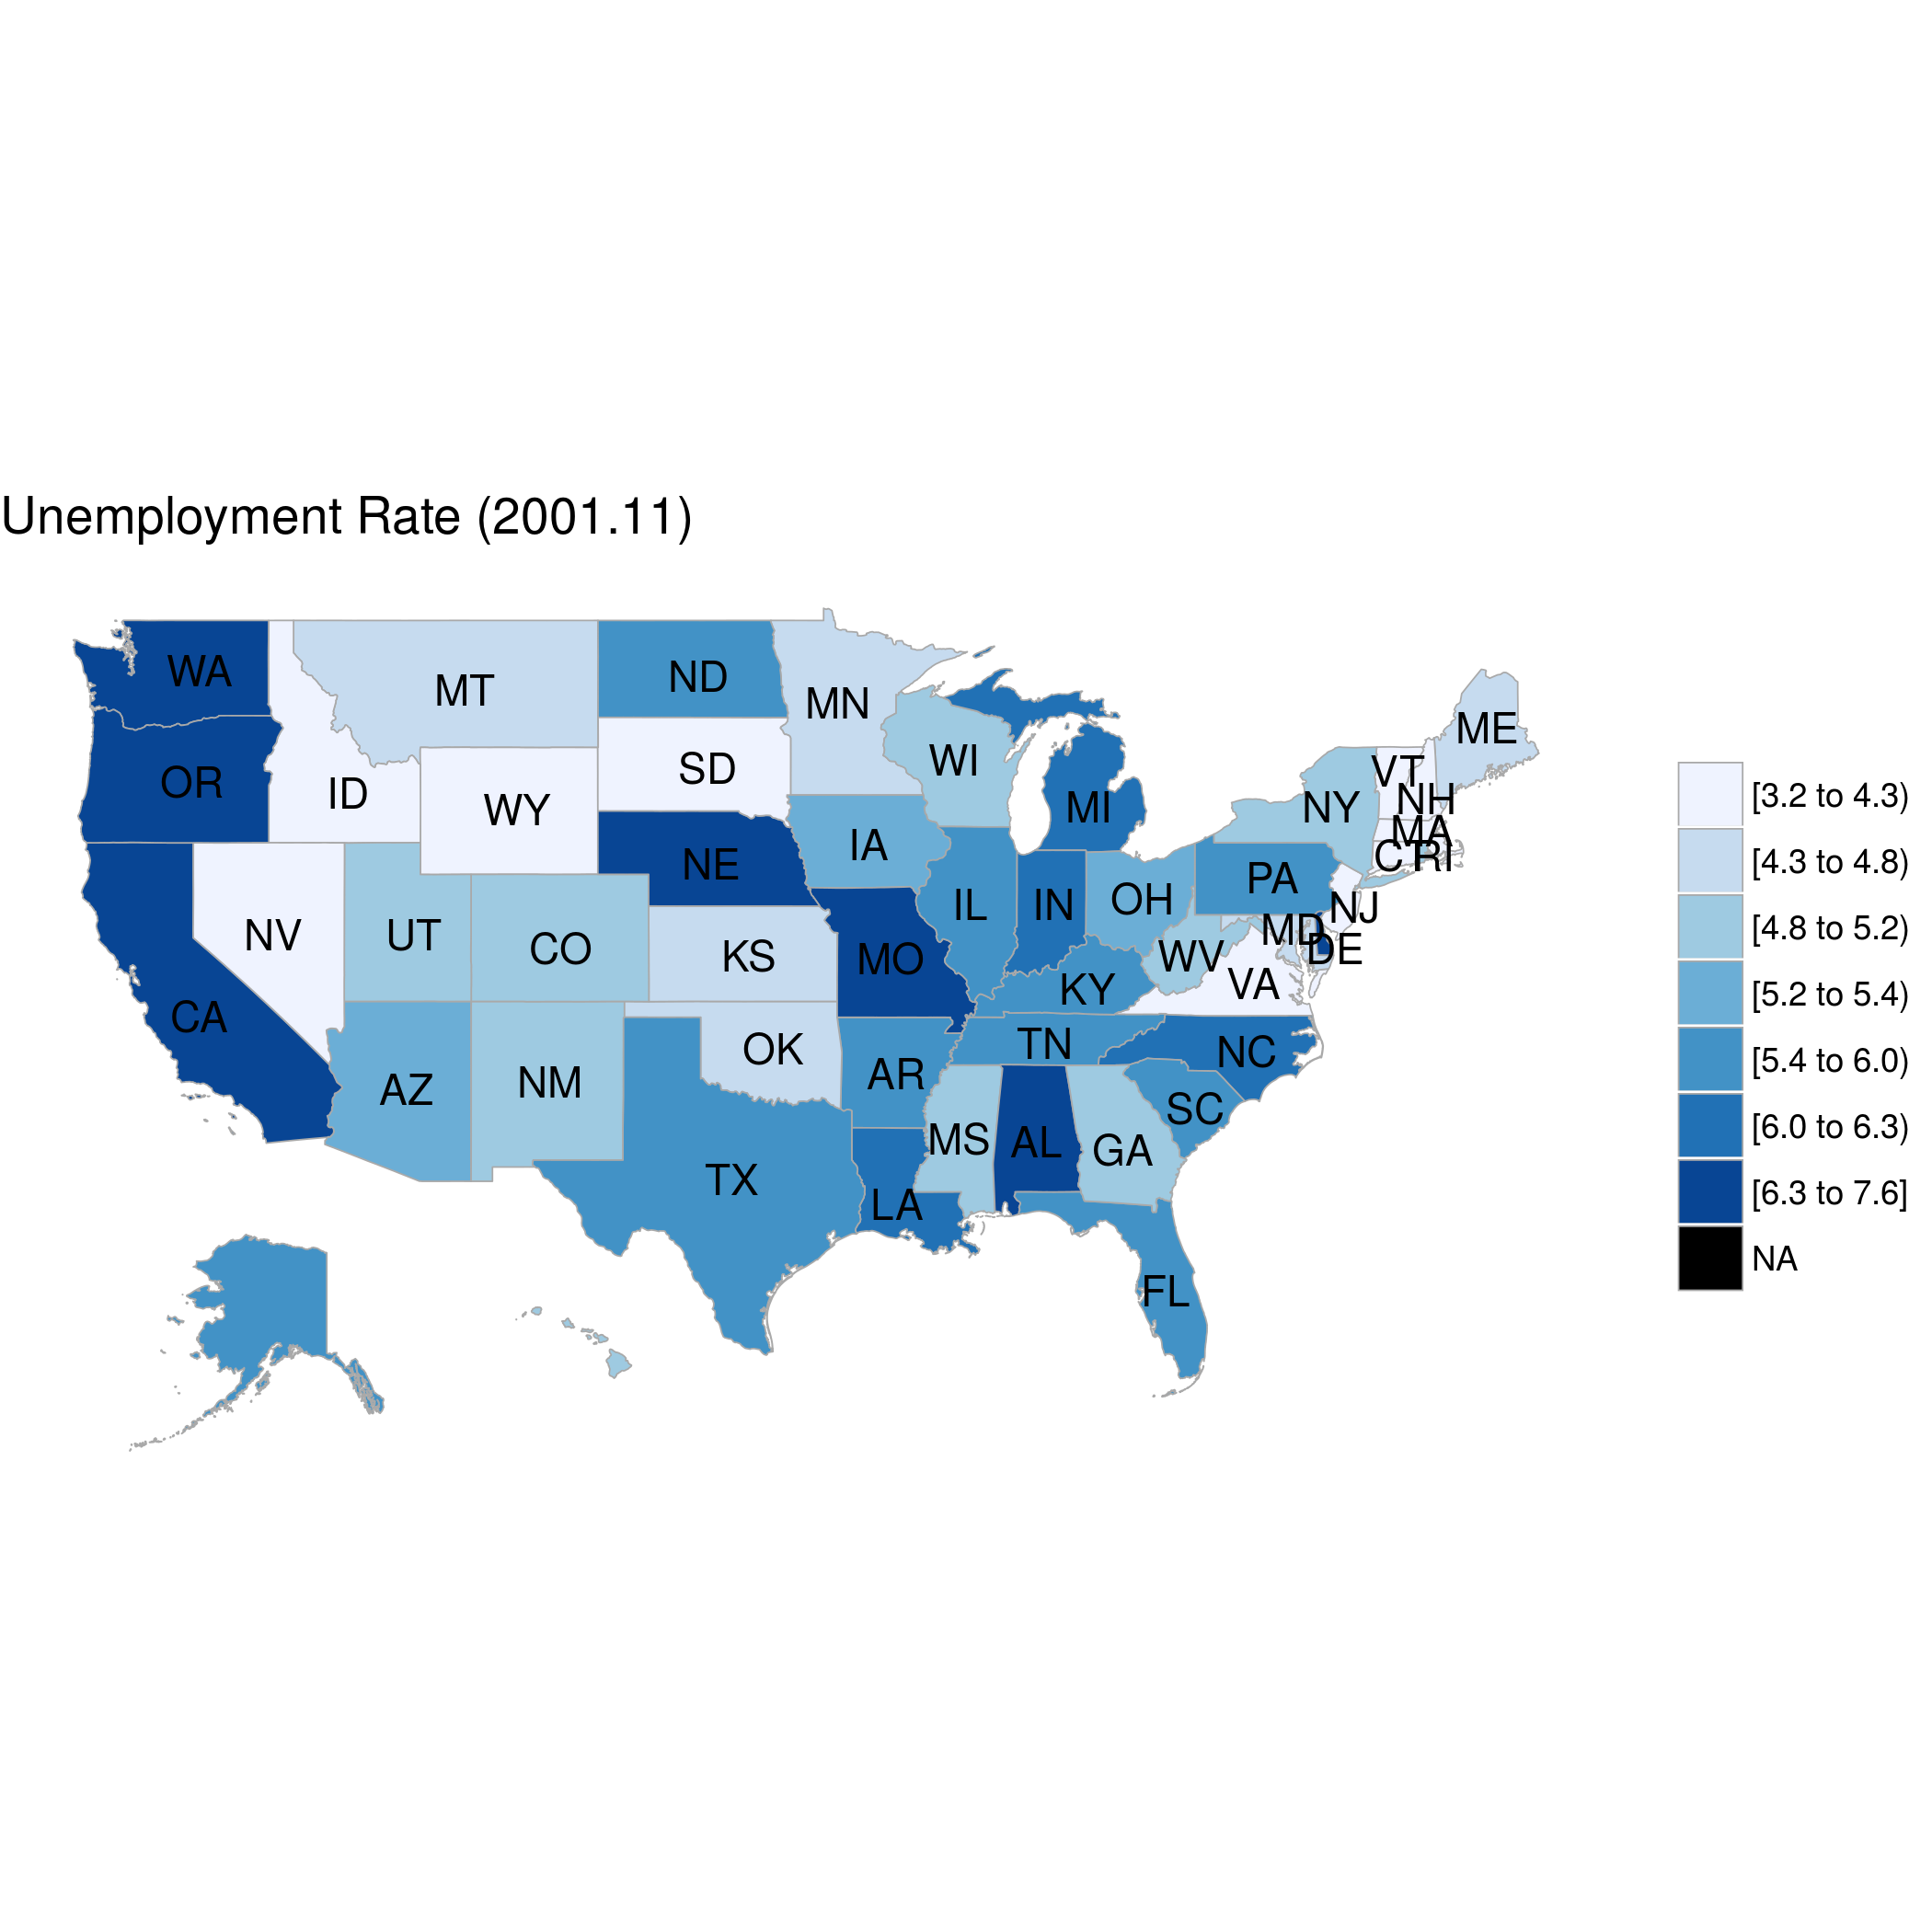 Unemployment Rate (2001.11)
WA
MT
ND
MN
ME
OR
ID
WY
SD
WI
MI
NY
VT
NH
MA
CT
RI
NE
IA
PA
NV
UT
CO
KS
MO
IL
IN
OH
NJ
MD
DE
WV
VA
KY
CA
AZ
NM
OK
AR
TN
NC
SC
TX
LA
MS
AL
GA
FL
[3.2 to 4.3)
[4.3 to 4.8)
[4.8 to 5.2)
[5.2 to 5.4)
[5.4 to 6.0)
[6.0 to 6.3)
[6.3 to 7.6]
NA